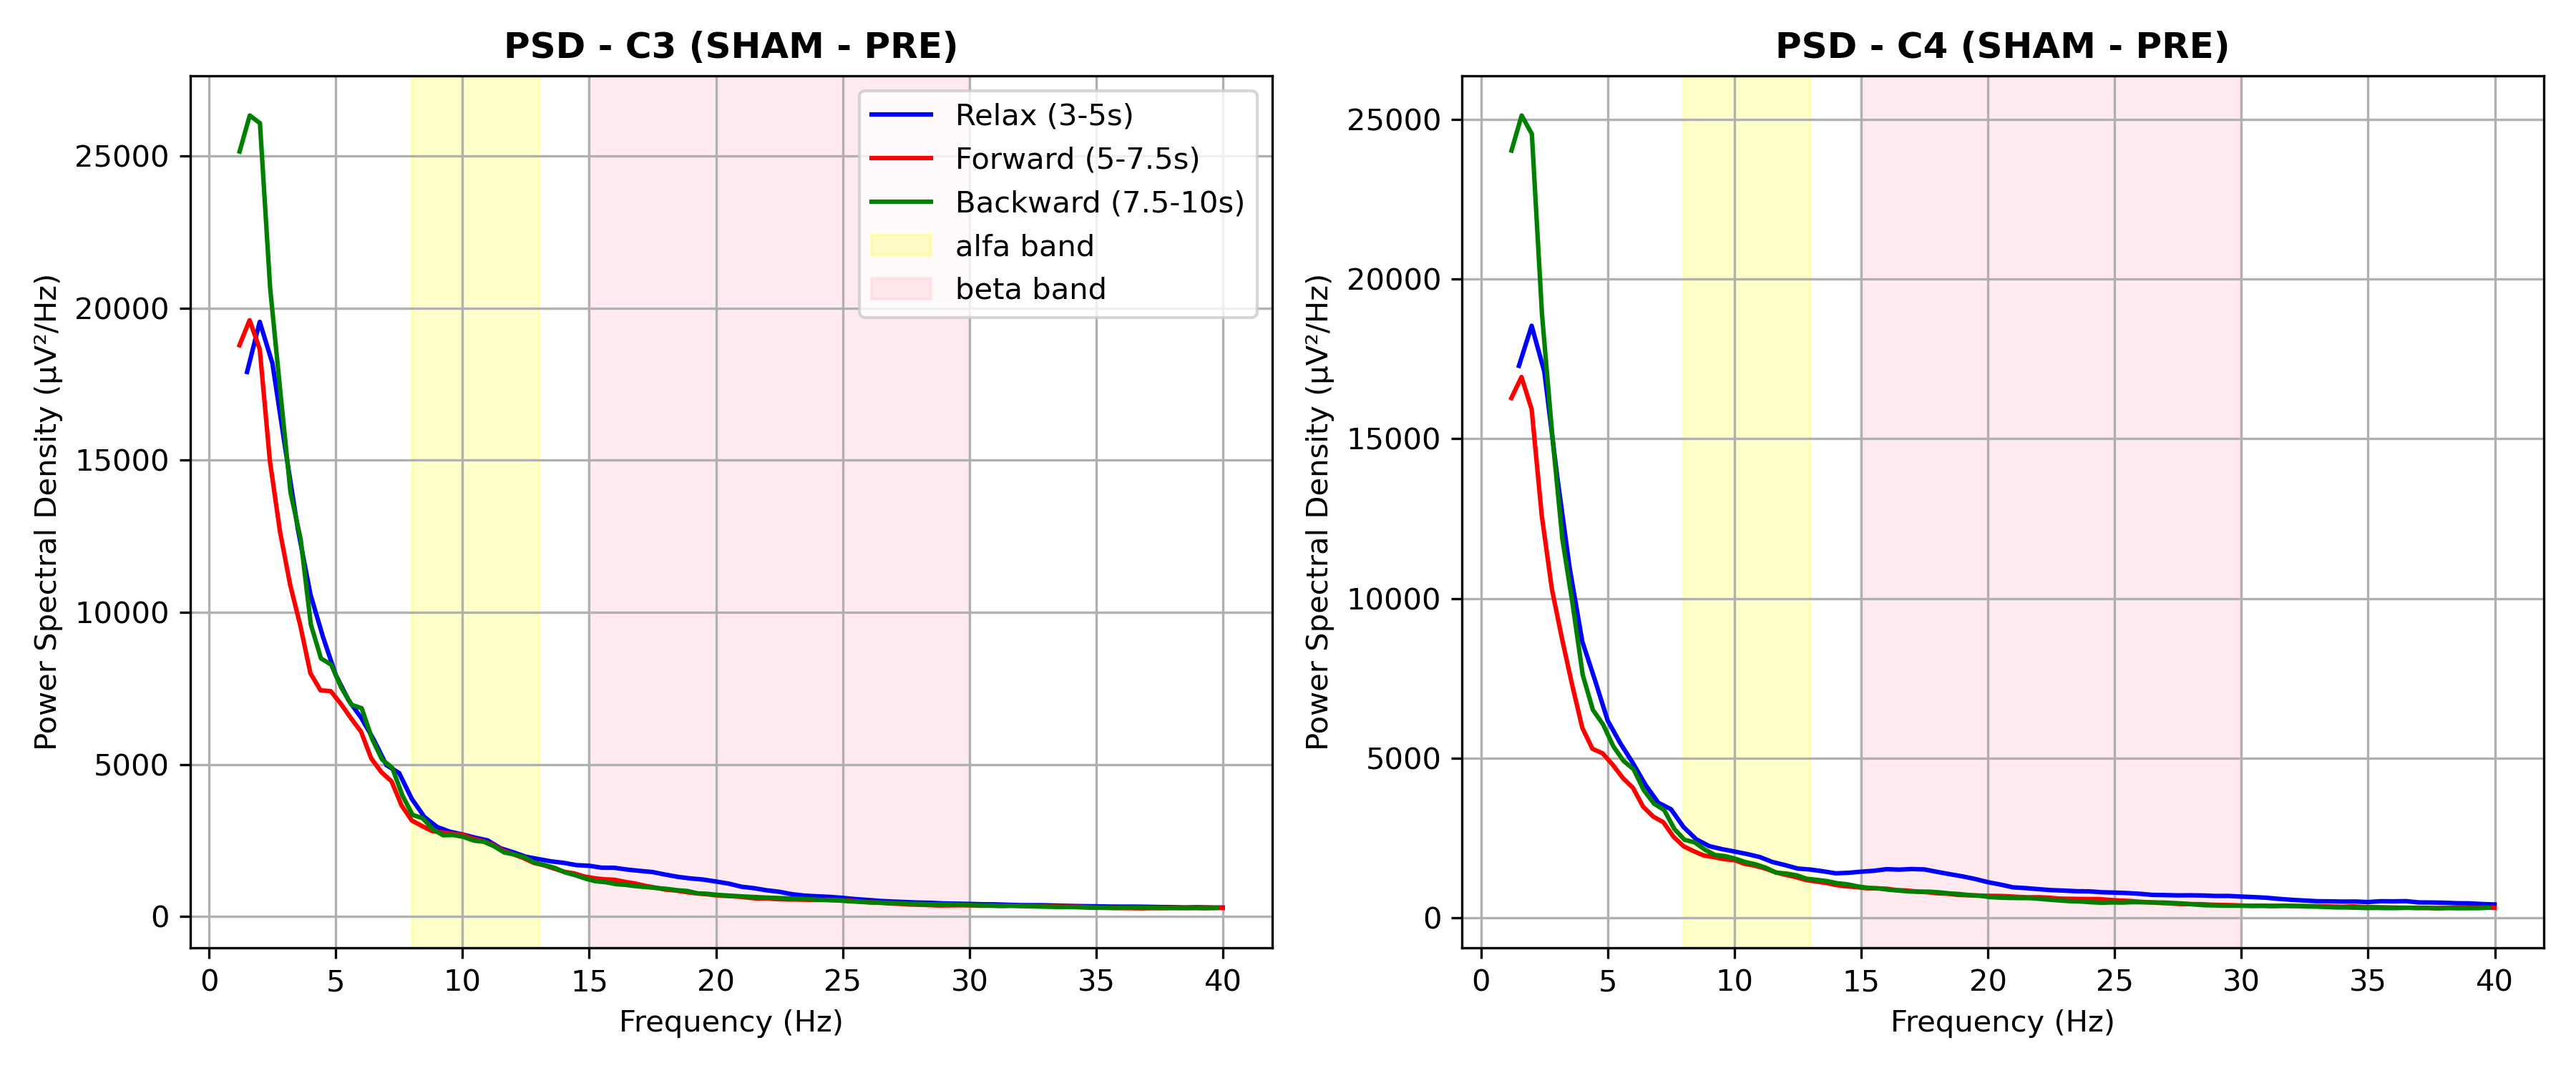 PSD - C3 (SHAM - PRE)
Power Spectral Density (µV²/Hz)
25000
20000
15000
10000
5000
0
0 5 10 15 20 25 30 35 40
Frequency (Hz)
Relax (3-5s)
Forward (5-7.5s)
Backward (7.5-10s)
alfa band
beta band
PSD - C4 (SHAM - PRE)
Power Spectral Density (µV²/Hz)
25000
20000
15000
10000
5000
0
0 5 10 15 20 25 30 35 40
Frequency (Hz)